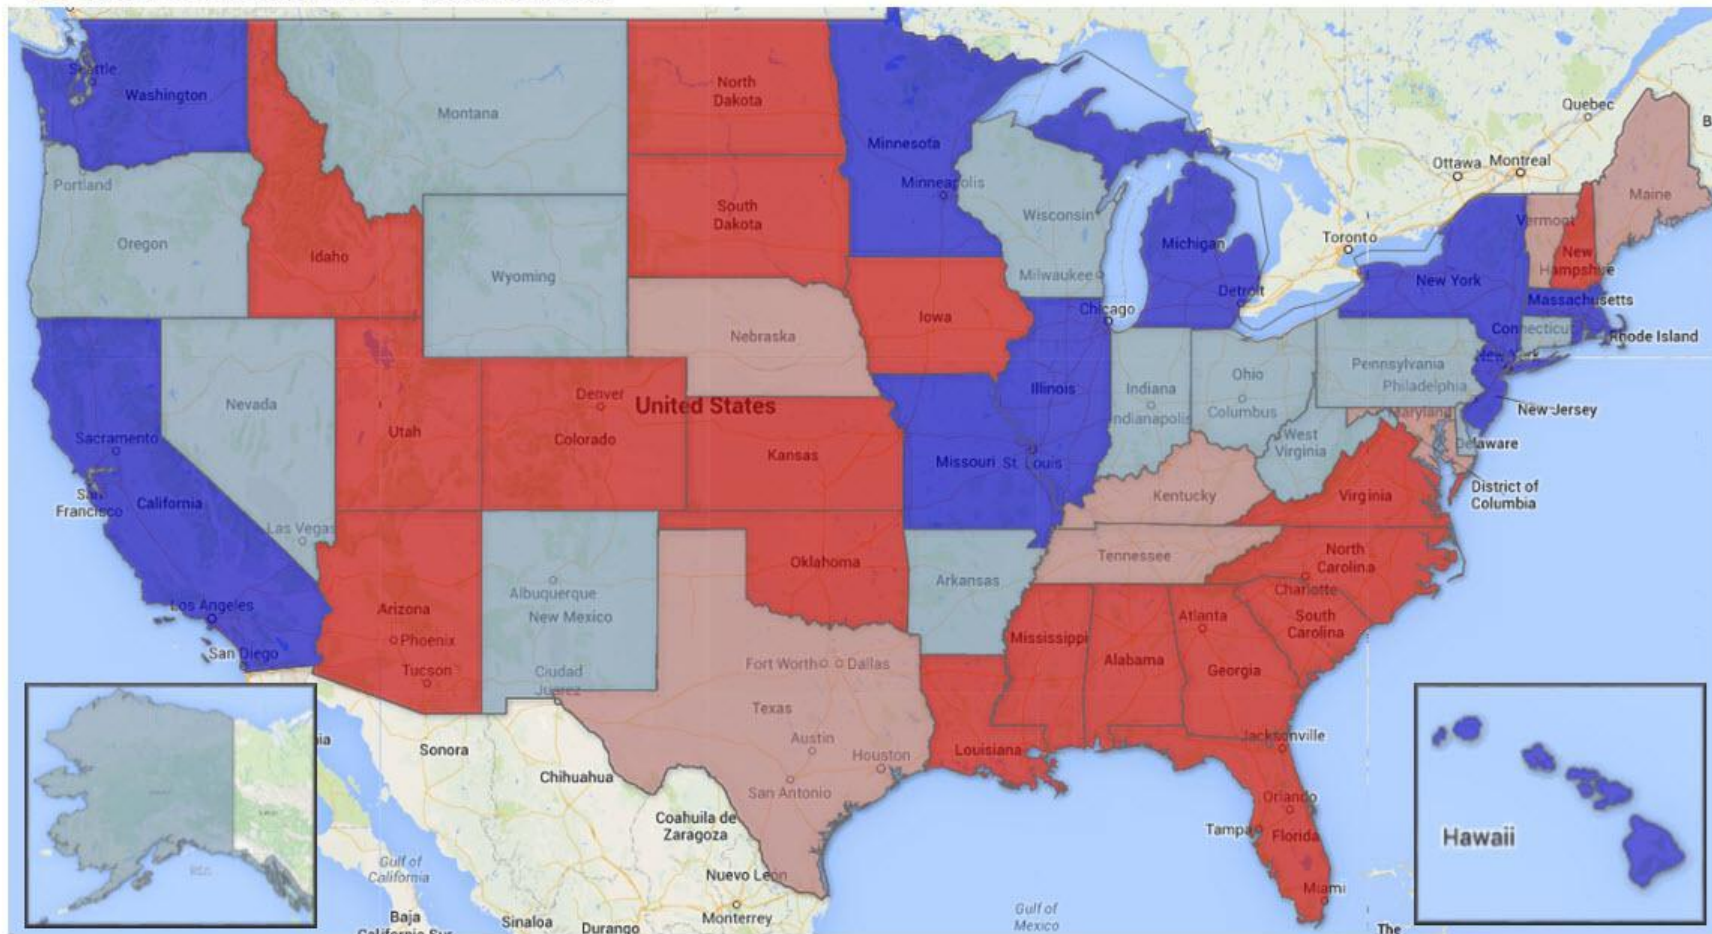 Seattle
Washington
Montana
North
Dakota
Minnesota
Quebec
B
Ottawa
Montreal
Portland
Minneapolis
Maine
Oregon
Idaho
South
Dakota
Wisconsin
Michigan
Vermont
Toronto
New
Hampshire
Wyoming
Milwaukee
Detroit
New York
Massachusetts
Chicago
Iowa
Connecticut
Rhode Island
Nebraska
New York
Nevada
Denver
United States
Illinois
Indiana
Indianapolis
Ohio
Columbus
Pennsylvania
Philadelphia
New Jersey
Maryland
Sacramento
Utah
Colorado
Kansas
Missouri
St. Louis
West
Virginia
Delaware
San
Francisco
California
Kentucky
Virginia
District of
Columbia
Las Vegas
Tennessee
North
Carolina
Oklahoma
Arkansas
Charlotte
Albuquerque
New Mexico
Los Angeles
Arizona
Phoenix
Mississippi
Alabama
Atlanta
South
Carolina
San Diego
Tucson
Fort Worth
Dallas
Georgia
Ciudad
Juarez
Texas
Austin
Houston
Louisiana
Jacksonville
nia
Sonora
Chihuahua
San Antonio
Orlando
Coahuila de
Zaragoza
Tampa
Florida
Hawaii
Gulf of
California
Nuevo Leon
Miami
Baja
California Sur
Sinaloa
Durango
Monterrey
Gulf of
Mexico
The